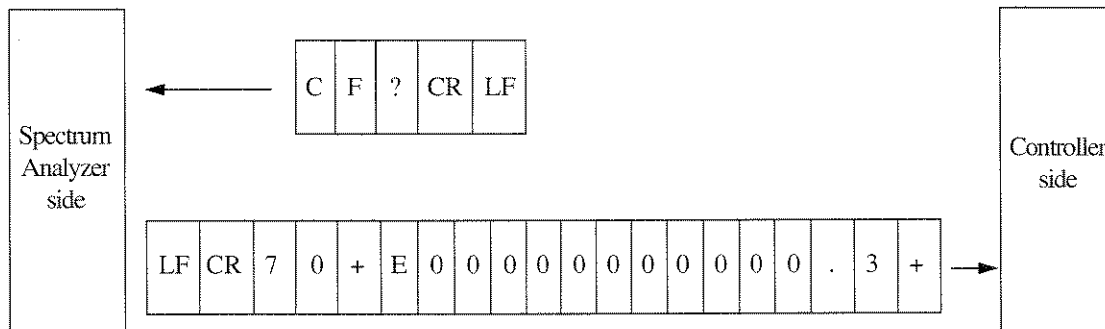 C F ? CR LF
Spectrum
Analyzer
side
Controller
side
LF CR 7 0 + E 0 0 0 0 0 0 0 0 0 0 0 . 3 +